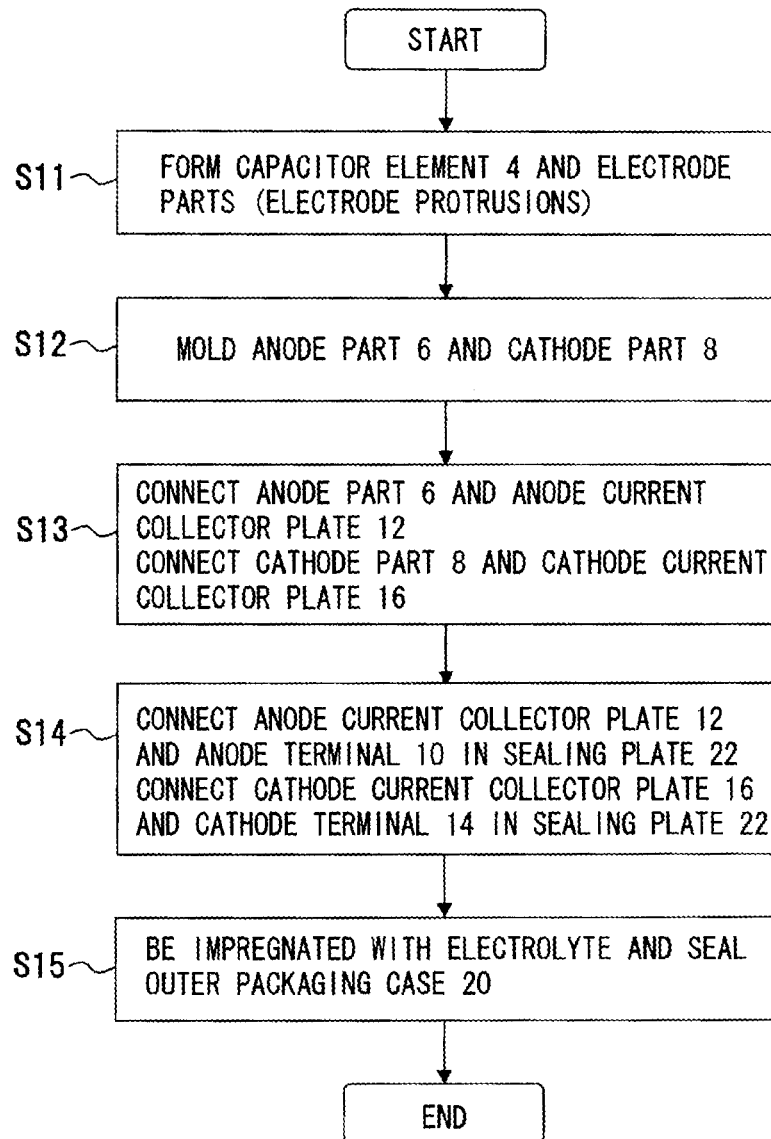 START
S11
FORM CAPACITOR ELEMENT 4 AND ELECTRODE
PARTS (ELECTRODE PROTRUSIONS)
S12
MOLD ANODE PART 6 AND CATHODE PART 8
S13
CONNECT ANODE PART 6 AND ANODE CURRENT
COLLECTOR PLATE 12
CONNECT CATHODE PART 8 AND CATHODE CURRENT
COLLECTOR PLATE 16
S14
CONNECT ANODE CURRENT COLLECTOR PLATE 12
AND ANODE TERMINAL 10 IN SEALING PLATE 22
CONNECT CATHODE CURRENT COLLECTOR PLATE 16
AND CATHODE TERMINAL 14 IN SEALING PLATE 22
S15
BE IMPREGNATED WITH ELECTROLYTE AND SEAL
OUTER PACKAGING CASE 20
END